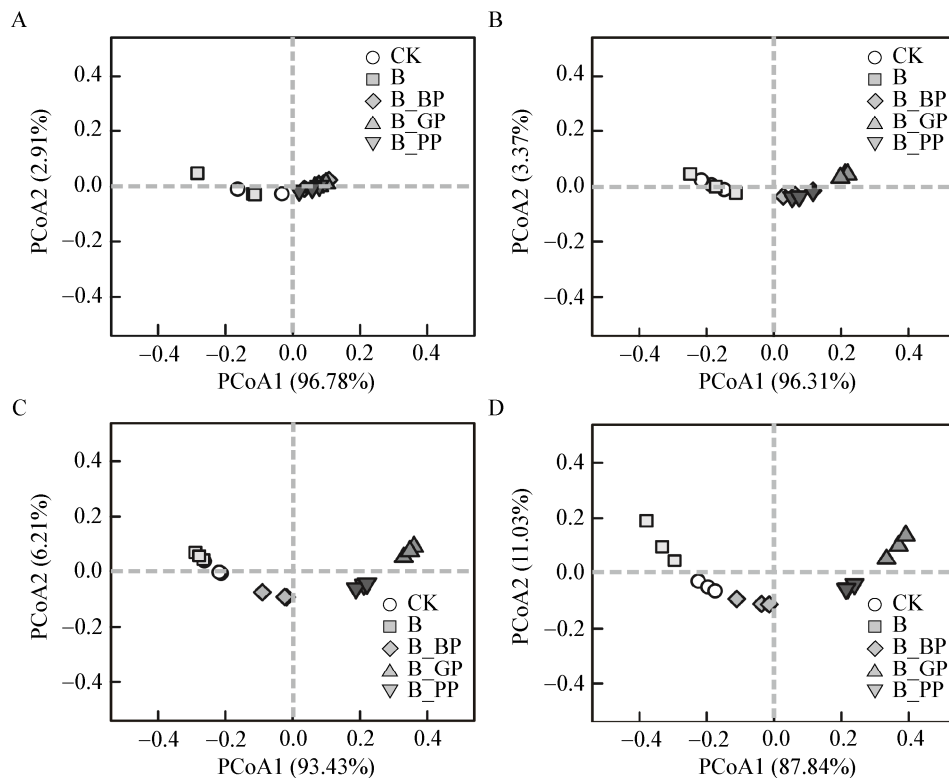 A
B
CK
B
B_BP
B_GP
B_PP
0.4
0.2
0.0
−0.2
−0.4
PCoA2 (2.91%)
−0.4
−0.2
0.0
0.2
0.4
PCoA1 (96.78%)
CK
B
B_BP
B_GP
B_PP
0.4
0.2
0.0
−0.2
−0.4
PCoA2 (3.37%)
−0.4
−0.2
0.0
0.2
0.4
PCoA1 (96.31%)
C
D
0.4
0.2
0.0
−0.2
−0.4
PCoA2 (6.21%)
CK
B
B_BP
B_GP
B_PP
−0.4
−0.2
0.0
0.2
0.4
PCoA1 (93.43%)
0.4
0.2
0.0
−0.2
−0.4
PCoA2 (11.03%)
CK
B
B_BP
B_GP
B_PP
−0.4
−0.2
0.0
0.2
0.4
PCoA1 (87.84%)